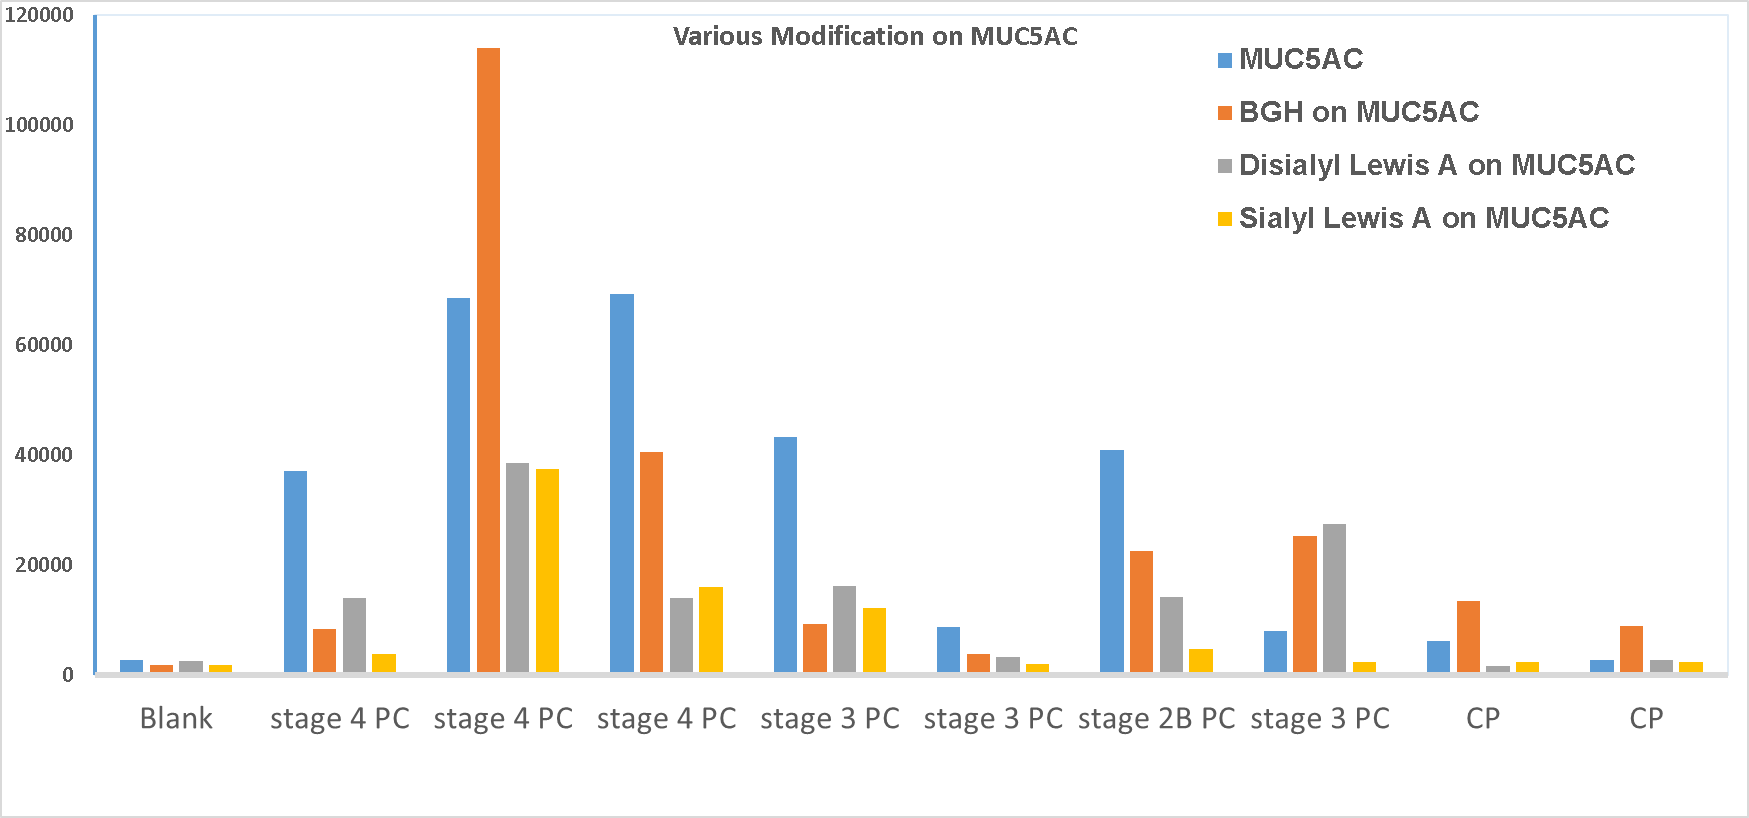 Various Modification on MUC5AC
MUC5AC
BGH on MUC5AC
Disialyl Lewis A on MUC5AC
Sialyl Lewis A on MUC5AC
120000
100000
80000
60000
40000
20000
0
Blank stage 4 PC stage 4 PC stage 4 PC stage 3 PC stage 3 PC stage 2B PC stage 3 PC CP CP